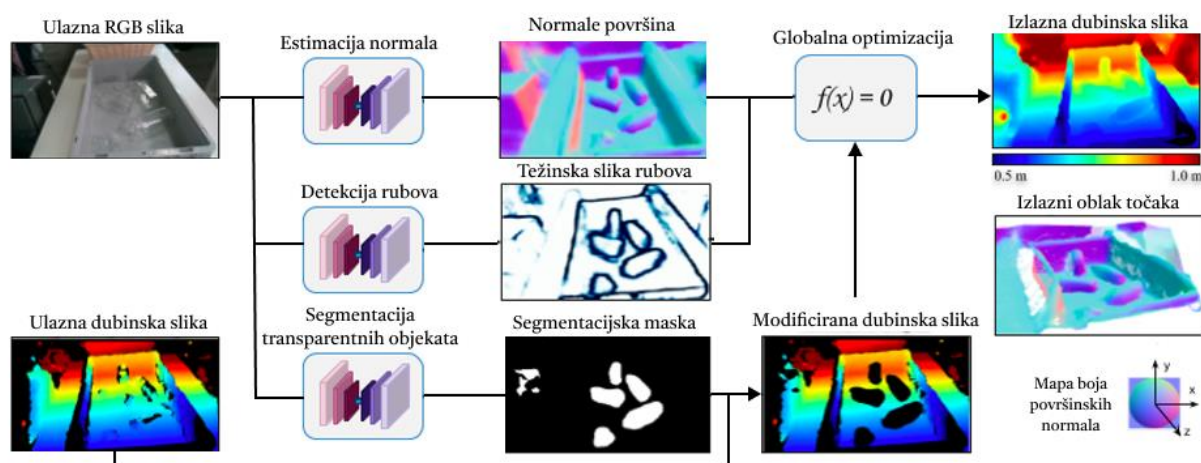 Ulazna RGB slika
Estimacija normala
Normale površina
Globalna optimizacija
Izlazna dubinska slika
f(x) = 0
0.5 m
1.0 m
Detekcija rubova
Težinska slika rubova
Izlazni oblak točaka
Ulazna dubinska slika
Segmentacija
transparentnih objekata
Segmentacijska maska
Modificirana dubinska slika
Mapa boja
površinskih
normala
y
x
z